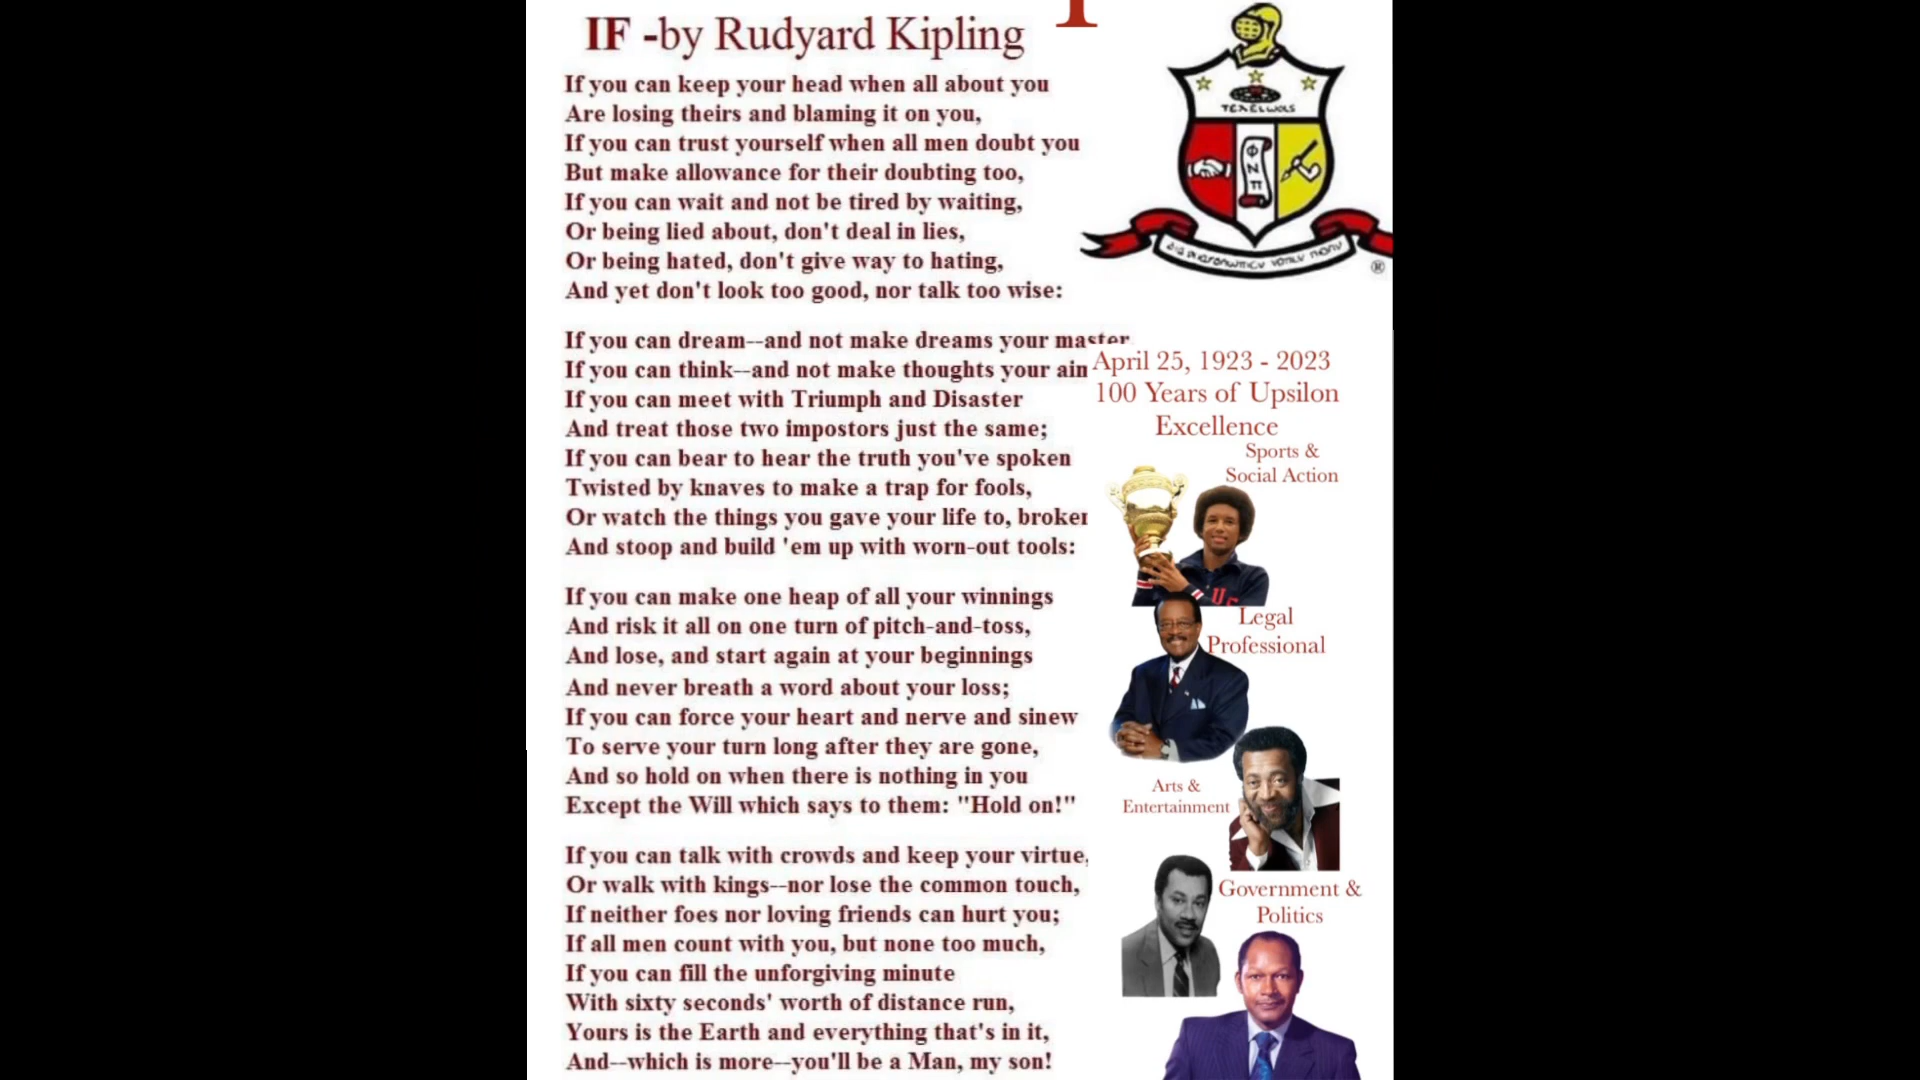 IF -by Rudyard Kipling
If you can keep your head when all about you
Are losing theirs and blaming it on you,
If you can trust yourself when all men doubt you
But make allowance for their doubting too,
If you can wait and not be tired by waiting,
Or being lied about, don't deal in lies,
Or being hated, don't give way to hating,
And yet don't look too good, nor talk too wise:
If you can dream--and not make dreams your master
If you can think--and not make thoughts your aim
If you can meet with Triumph and Disaster
And treat those two impostors just the same;
If you can bear to hear the truth you've spoken
Twisted by knaves to make a trap for fools,
Or watch the things you gave your life to, broken
And stoop and build 'em up with worn-out tools:
If you can make one heap of all your winnings
And risk it all on one turn of pitch-and-toss,
And lose, and start again at your beginnings
And never breath a word about your loss;
If you can force your heart and nerve and sinew
To serve your turn long after they are gone,
And so hold on when there is nothing in you
Except the Will which says to them: "Hold on!"
If you can talk with crowds and keep your virtue,
Or walk with kings--nor lose the common touch,
If neither foes nor loving friends can hurt you;
If all men count with you, but none too much,
If you can fill the unforgiving minute
With sixty seconds' worth of distance run,
Yours is the Earth and everything that's in it,
And--which is more--you'll be a Man, my son!
Φ
Ν
π
®
April 25, 1923 - 2023
100 Years of Upsilon
Excellence
Sports &
Social Action
Legal
Professional
Arts &
Entertainment
Government &
Politics